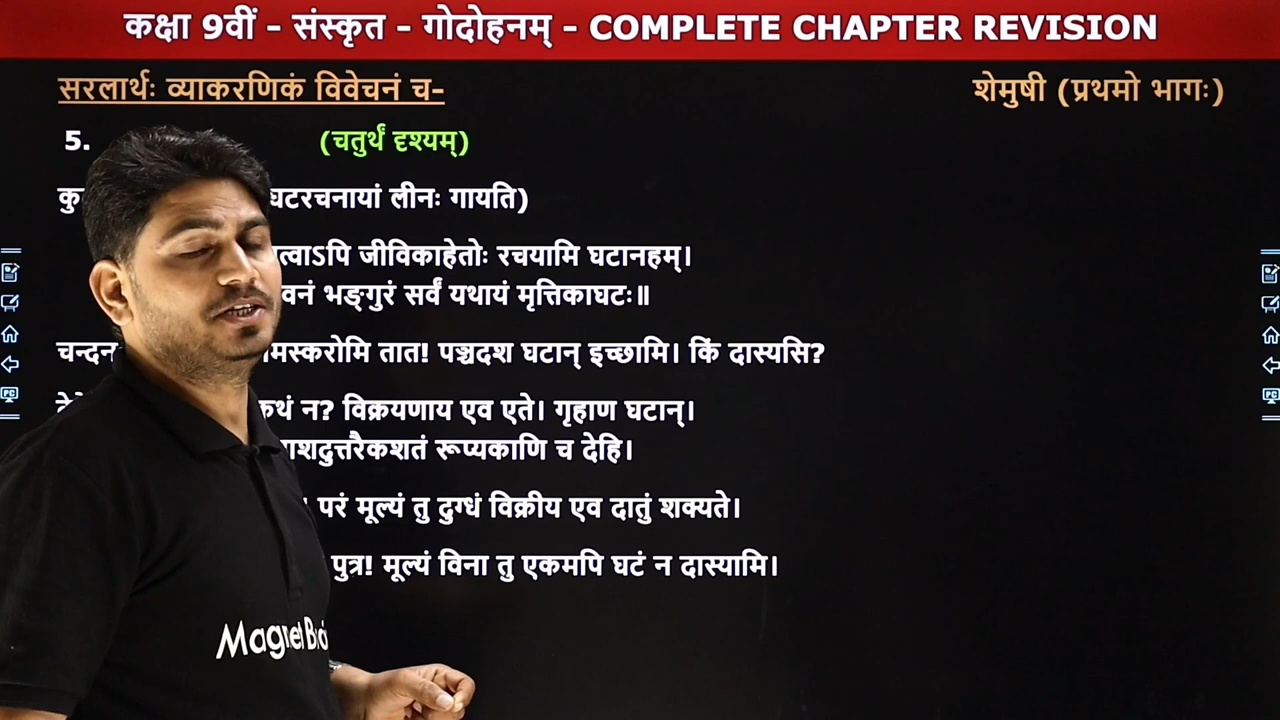 कक्षा 9वीं - संस्कृत - गोदोहनम् - COMPLETE CHAPTER REVISION
सरलार्थः व्याकरणिकं विवेचनं च- शेमुषी (प्रथमो भागः)
5. (चतुर्थं दृश्यम्)
घटरचनायां लीनः गायति)
जीविकाहेतोः रचयामि घटानहम्।
भङ्गुरं सर्वं यथायं मृत्तिकाघटः॥
तात! पञ्चदश घटान् इच्छामि। किं दास्यसि?
न? विक्रयणाय एव एते। गृहाण घटान्।
रूप्यकाणि च देहि।
परं मूल्यं तु दुग्धं विक्रीय एव दातुं शक्यते।
पुत्र! मूल्यं विना तु एकमपि घटं न दास्यामि।